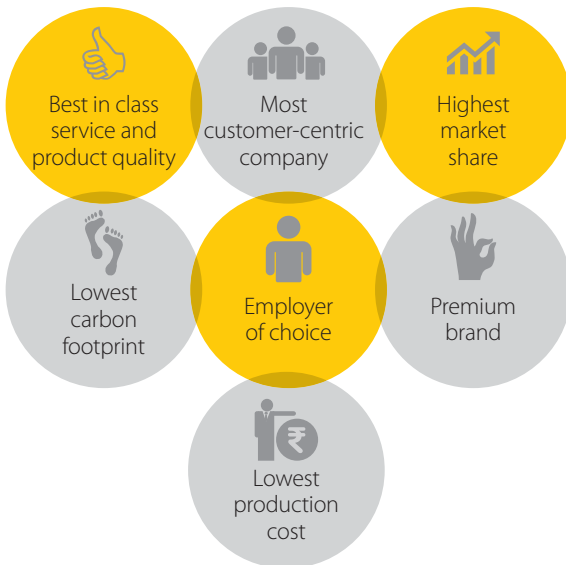 Best in class
service and
product quality
Most
customer-centric
company
Highest
market
share
Lowest
carbon
footprint
Employer
of choice
Premium
brand
₹
Lowest
production
cost